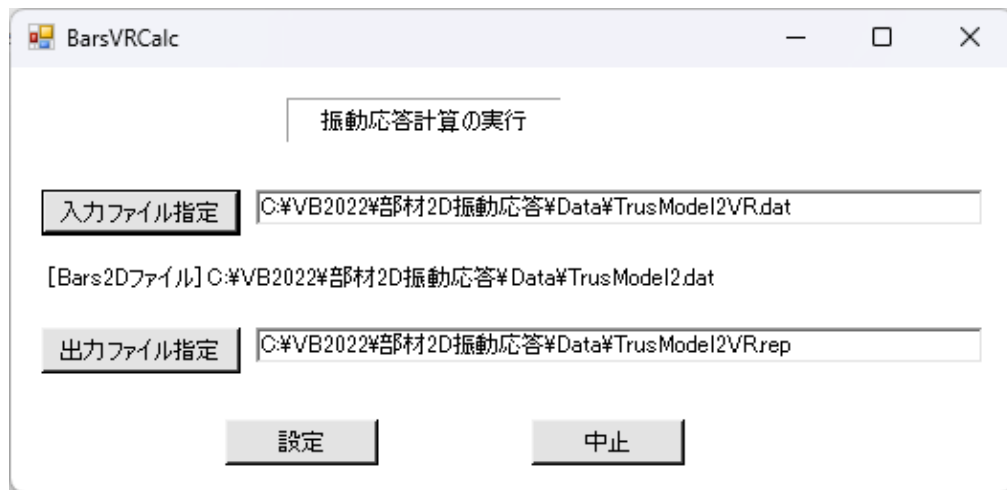 BarsVRCalc
振動応答計算の実行
入力ファイル指定 C:¥VB2022¥部材2D振動応答¥Data¥TrusModel2VR.dat
[Bars2Dファイル] C:¥VB2022¥部材2D振動応答¥Data¥TrusModel2.dat
出力ファイル指定 C:¥VB2022¥部材2D振動応答¥Data¥TrusModel2VR.rep
設定 中止